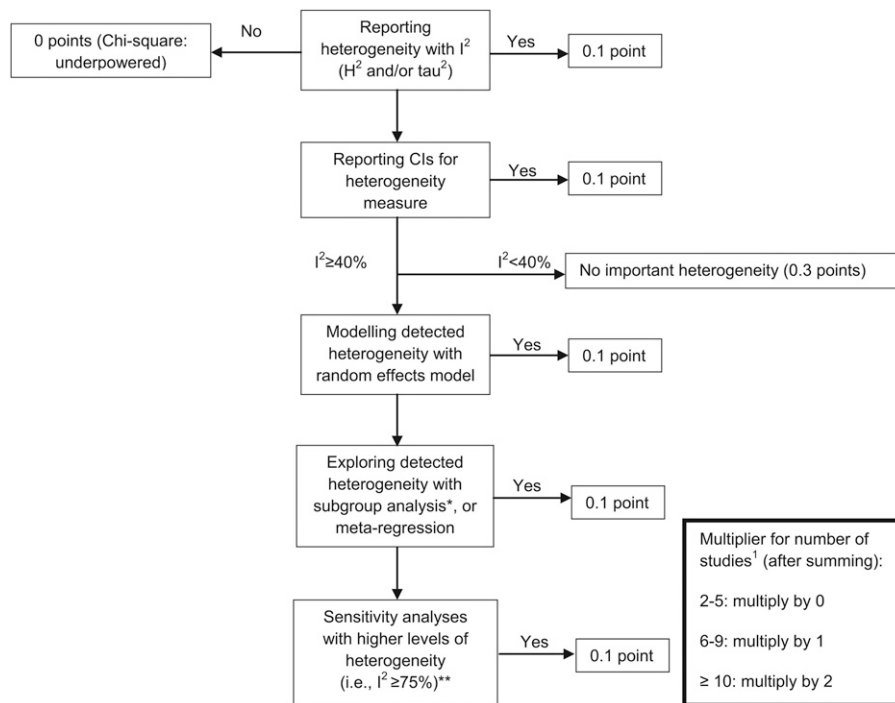 0 points (Chi-square:
underpowered)
No
Reporting
heterogeneity with I²
(H² and/or tau²)
Yes
0.1 point
Reporting CIs for
heterogeneity
measure
Yes
0.1 point
I²≥40%
I²<40%
No important heterogeneity (0.3 points)
Modelling detected
heterogeneity with
random effects model
Yes
0.1 point
Exploring detected
heterogeneity with
subgroup analysis*, or
meta-regression
Yes
0.1 point
Sensitivity analyses
with higher levels of
heterogeneity
(i.e., I² ≥75%)**
Yes
0.1 point
Multiplier for number of
studies¹ (after summing):
2-5: multiply by 0
6-9: multiply by 1
≥ 10: multiply by 2